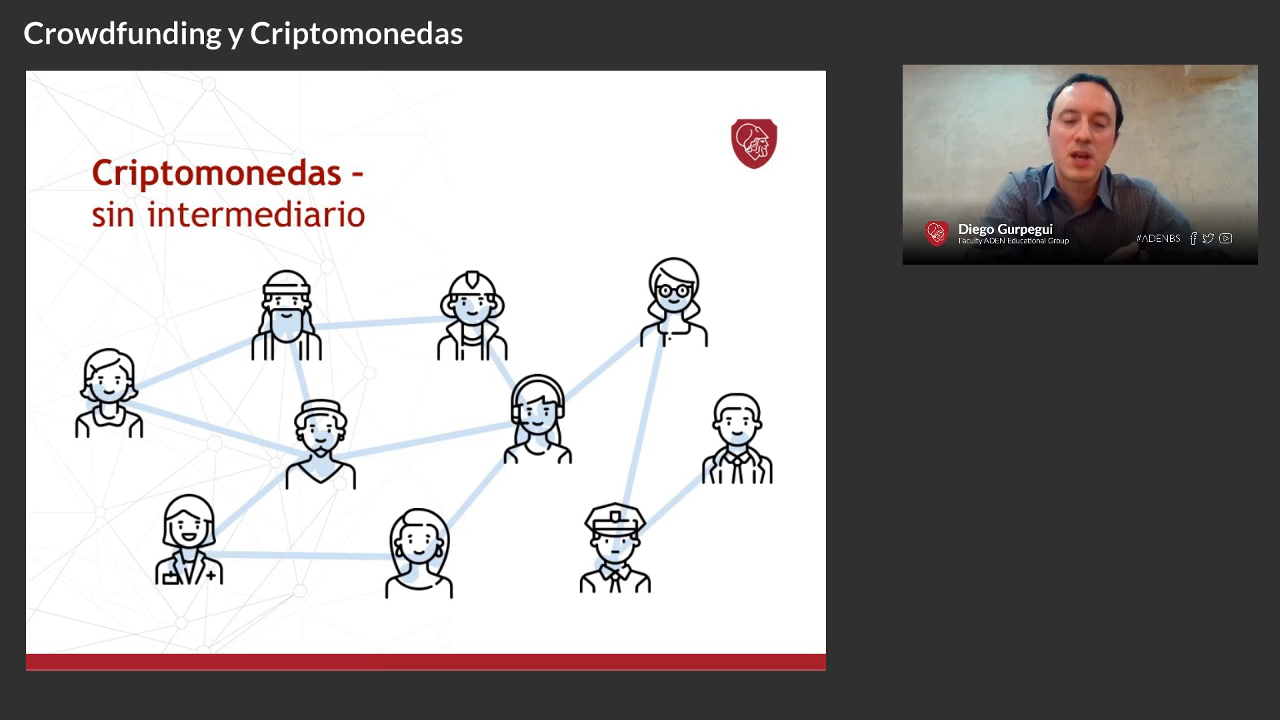 Crowdfunding y Criptomonedas
Criptomonedas -
sin intermediario
Diego Gurpegui
Faculty ADEN Educational Group
#ADENBS